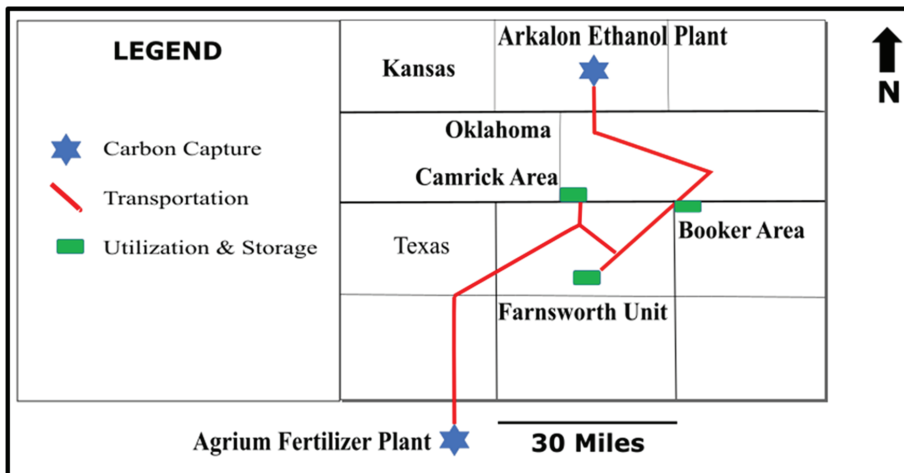 LEGEND
Carbon Capture
Transportation
Utilization & Storage
Arkalon Ethanol Plant
Kansas
N
Oklahoma
Camrick Area
Texas
Booker Area
Farnsworth Unit
Agrium Fertilizer Plant
30 Miles